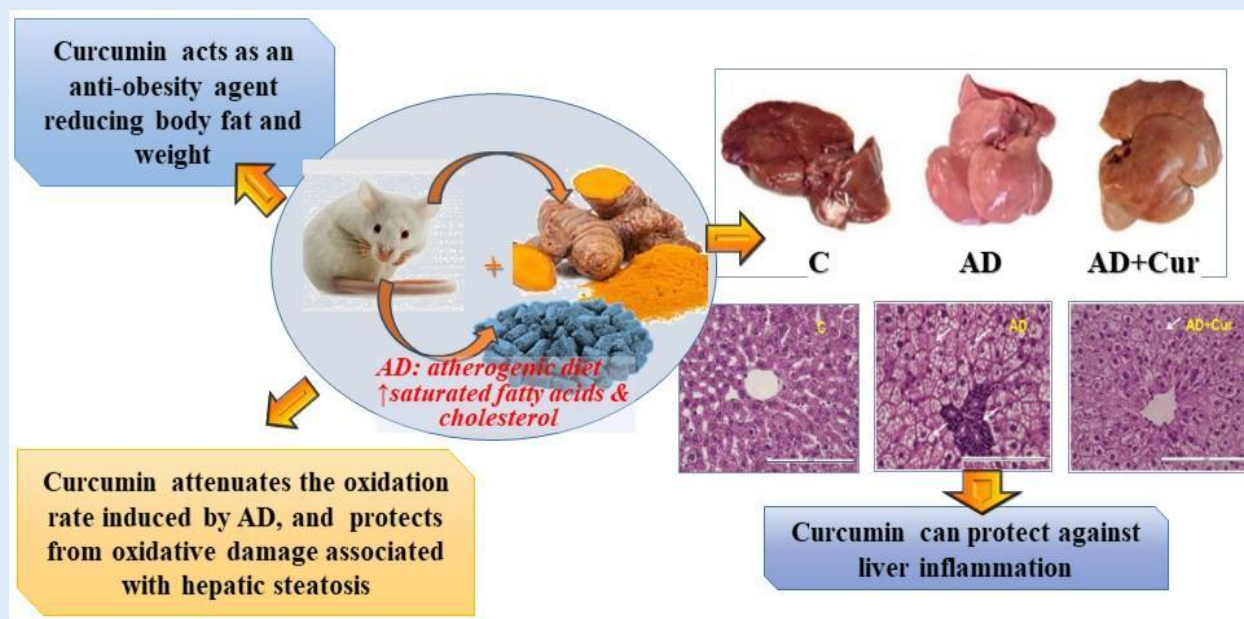 Curcumin acts as an
anti-obesity agent
reducing body fat and
weight
+
AD: atherogenic diet
↑saturated fatty acids &
cholesterol
C
AD
AD+Cur
C
AD
AD+Cur
Curcumin attenuates the oxidation
rate induced by AD, and protects
from oxidative damage associated
with hepatic steatosis
Curcumin can protect against
liver inflammation